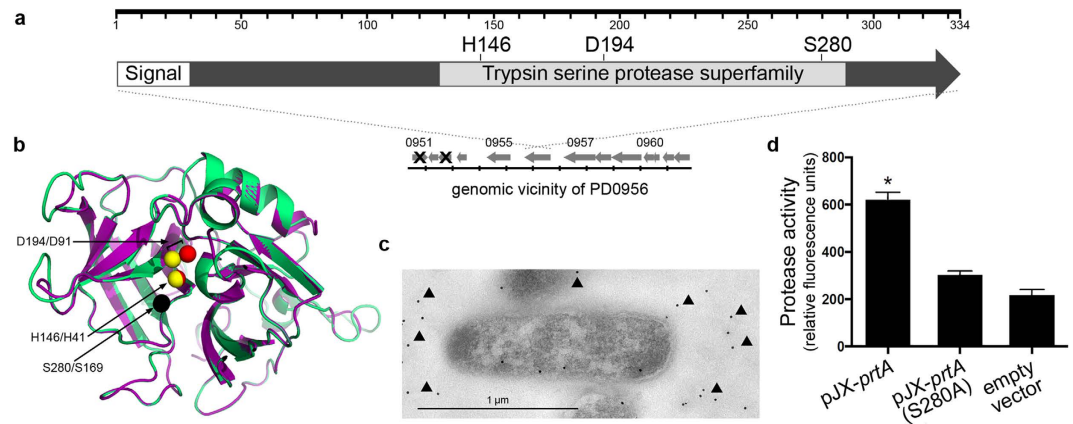 a
1 50 100 150 200 250 300 334
H146 D194 S280
Signal Trypsin serine protease superfamily
0951 0955 0957 0960
X X
genomic vicinity of PD0956
b
D194/D91
H146/H41
S280/S169
c
1 µm
d
Protease activity
(relative fluorescence units)
800
600
400
200
0
*
pJX-prtA
pJX-prtA
(S280A)
empty
vector